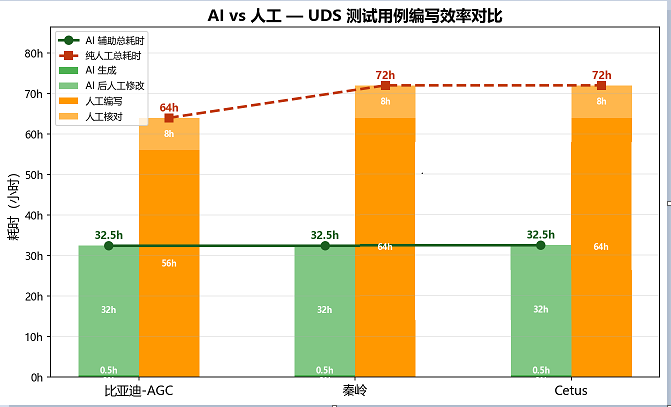 AI vs 人工 — UDS 测试用例编写效率对比
AI 辅助总耗时
纯人工总耗时
AI 生成
AI 后人工修改
人工编写
人工核对
耗时（小时）
80h
70h
60h
50h
40h
30h
20h
10h
0h
64h
72h
72h
8h
8h
8h
32.5h
32.5h
32.5h
56h
64h
64h
32h
32h
32h
0.5h
0.5h
0.5h
比亚迪-AGC
秦岭
Cetus